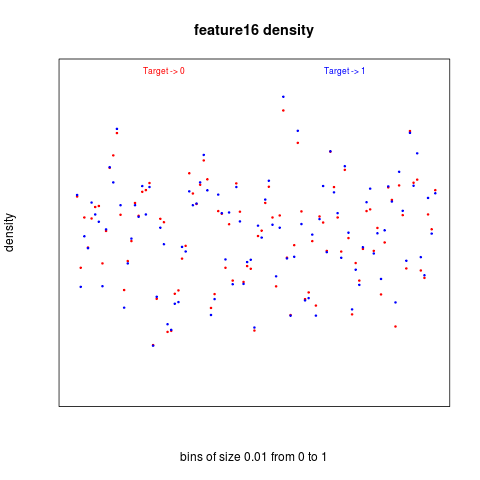 feature16 density
Target -> 0
Target -> 1
density
bins of size 0.01 from 0 to 1